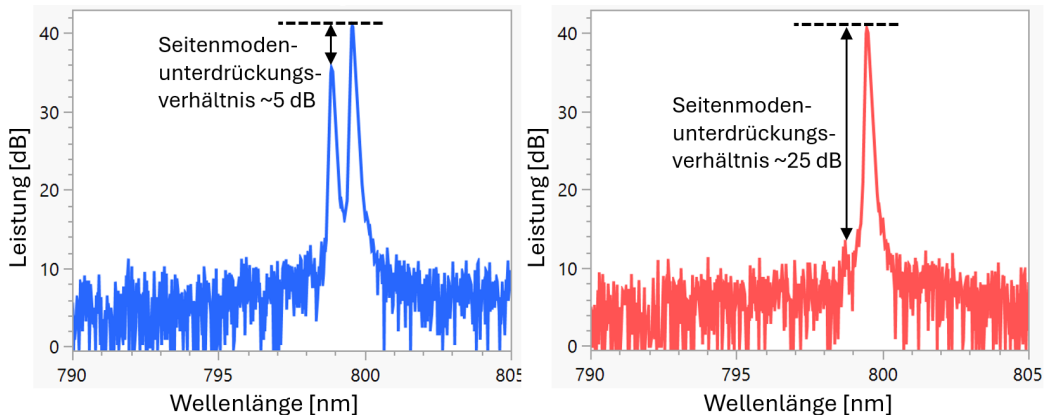 40
30
20
10
0
Leistung [dB]
Seitenmoden-
unterdrückungs-
verhältnis ~5 dB
790
795
800
805
Wellenlänge [nm]
40
30
20
10
0
Leistung [dB]
Seitenmoden-
unterdrückungs-
verhältnis ~25 dB
790
795
800
805
Wellenlänge [nm]